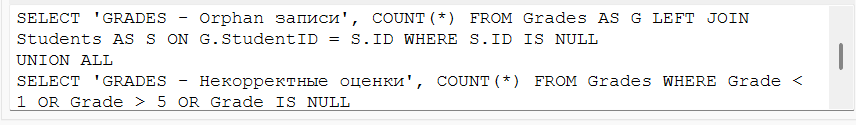 SELECT 'GRADES - Orphan записи', COUNT(*) FROM Grades AS G LEFT JOIN
Students AS S ON G.StudentID = S.ID WHERE S.ID IS NULL
UNION ALL
SELECT 'GRADES - Некорректные оценки', COUNT(*) FROM Grades WHERE Grade <
1 OR Grade > 5 OR Grade IS NULL